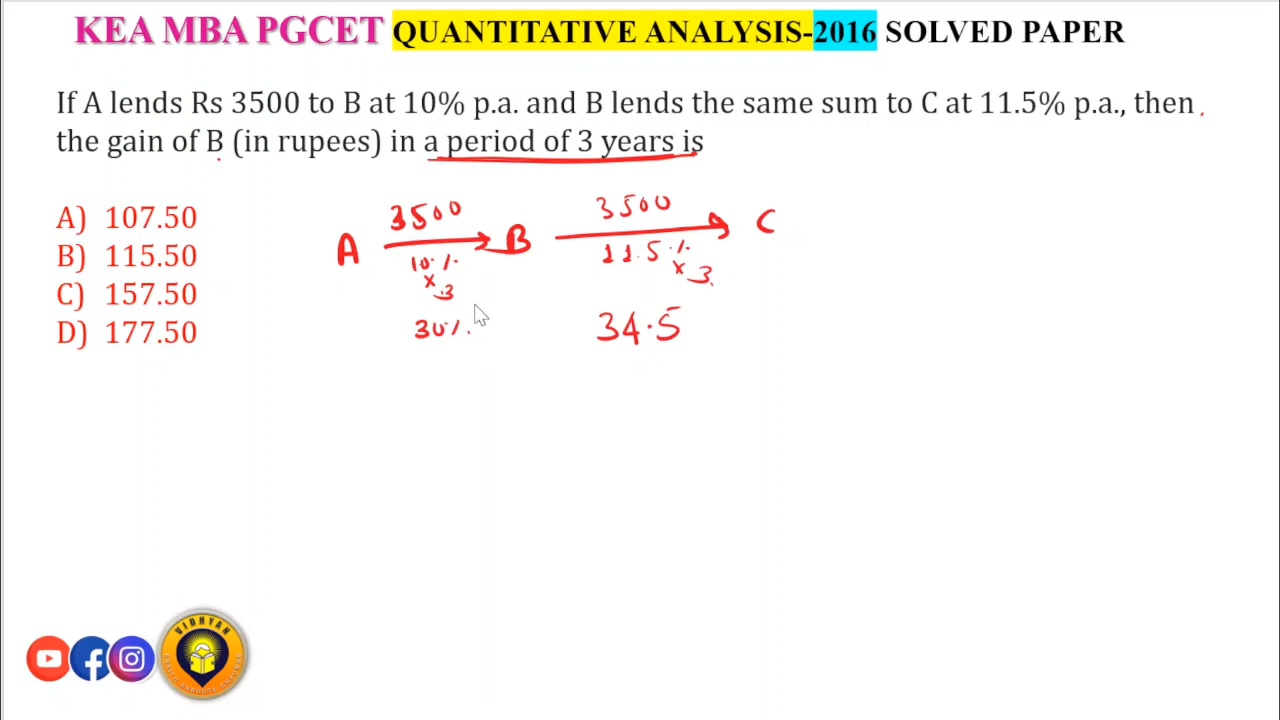 KEA MBA PGCET QUANTITATIVE ANALYSIS-2016 SOLVED PAPER
If A lends Rs 3500 to B at 10% p.a. and B lends the same sum to C at 11.5% p.a., then
the gain of B (in rupees) in a period of 3 years is
A) 107.50
B) 115.50
C) 157.50
D) 177.50
A 3500 B 3500 C
10% 11.5%
× 3 × 3
30% 34.5
VIDHYAN